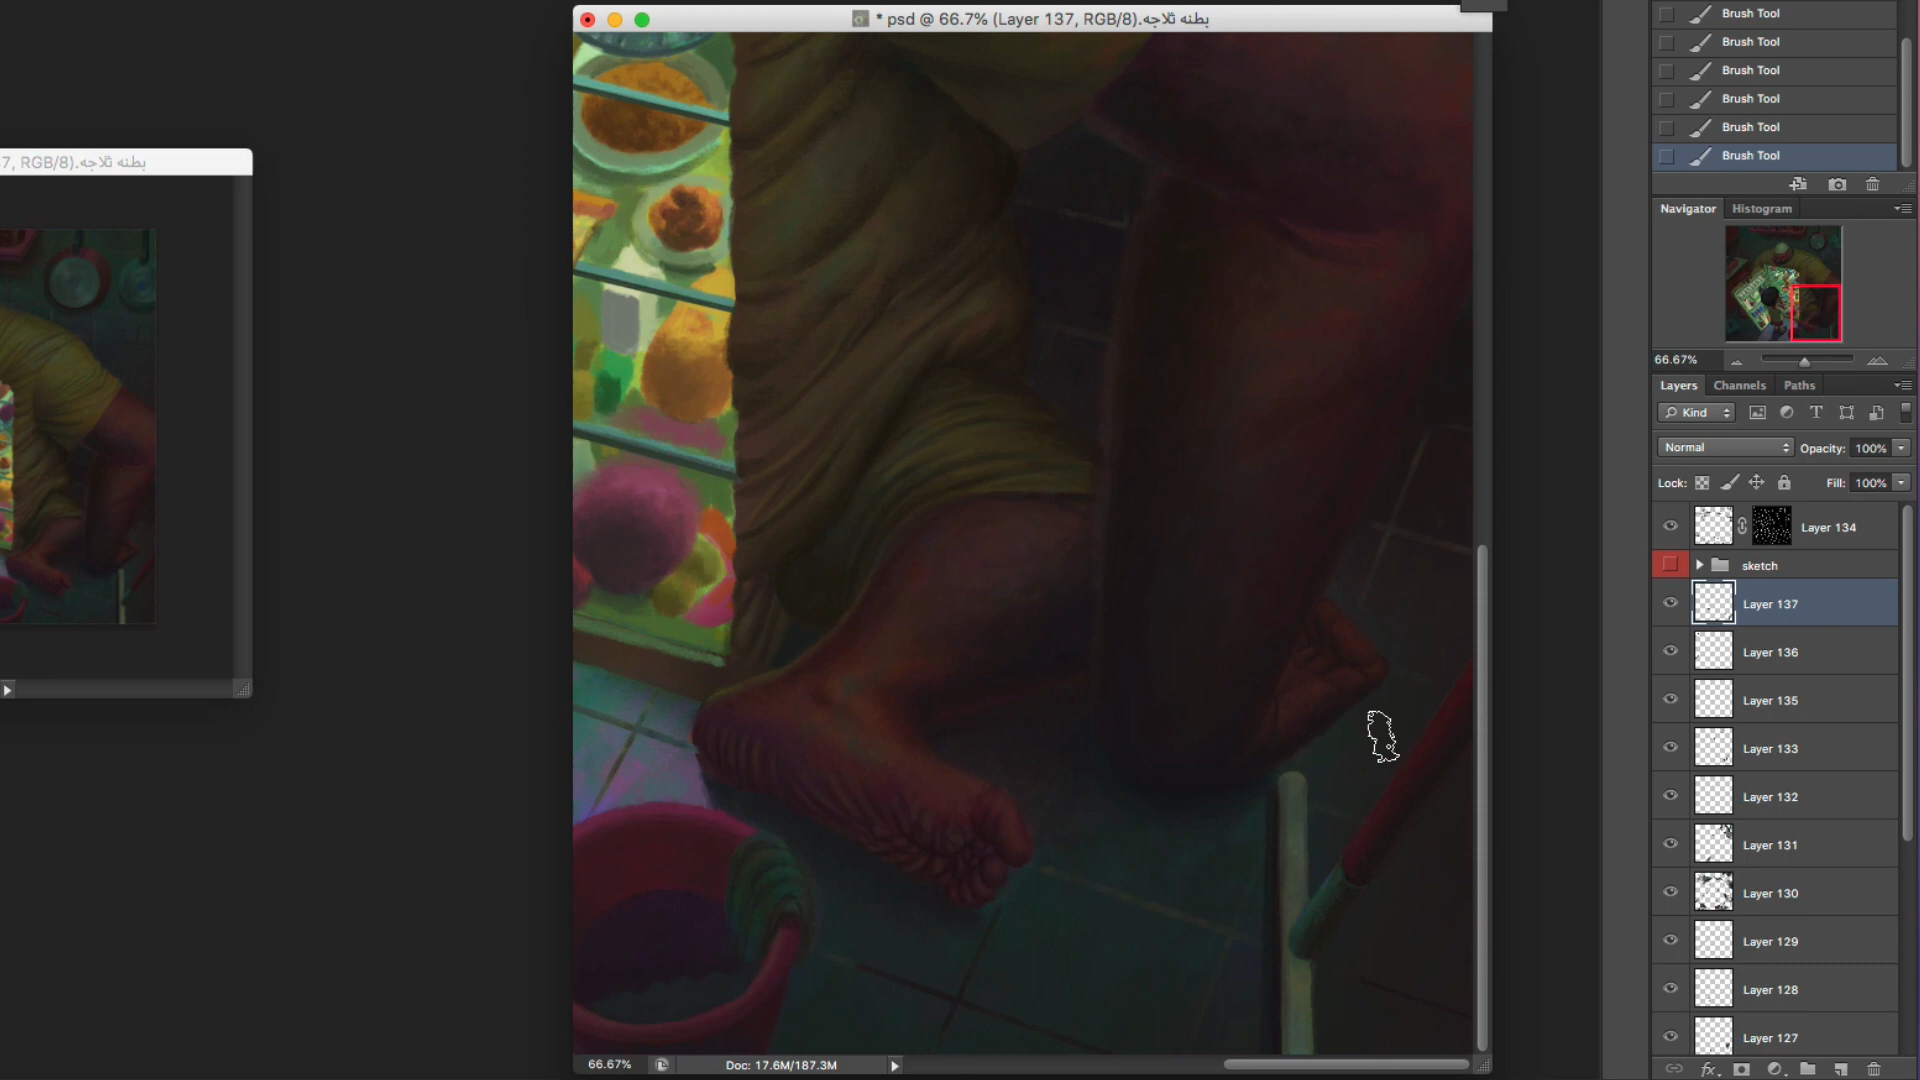 * psd @ 66.7% (Layer 137, RGB/8).بطنه ثلاجه
7, RGB/8).بطنه ثلاجه
66.67%
Doc: 17.6M/187.3M
Brush Tool
Brush Tool
Brush Tool
Brush Tool
Brush Tool
Brush Tool
Navigator
Histogram
66.67%
Layers
Channels
Paths
Kind
Normal
Opacity: 100%
Lock:
Fill: 100%
Layer 134
sketch
Layer 137
Layer 136
Layer 135
Layer 133
Layer 132
Layer 131
Layer 130
Layer 129
Layer 128
Layer 127
fx